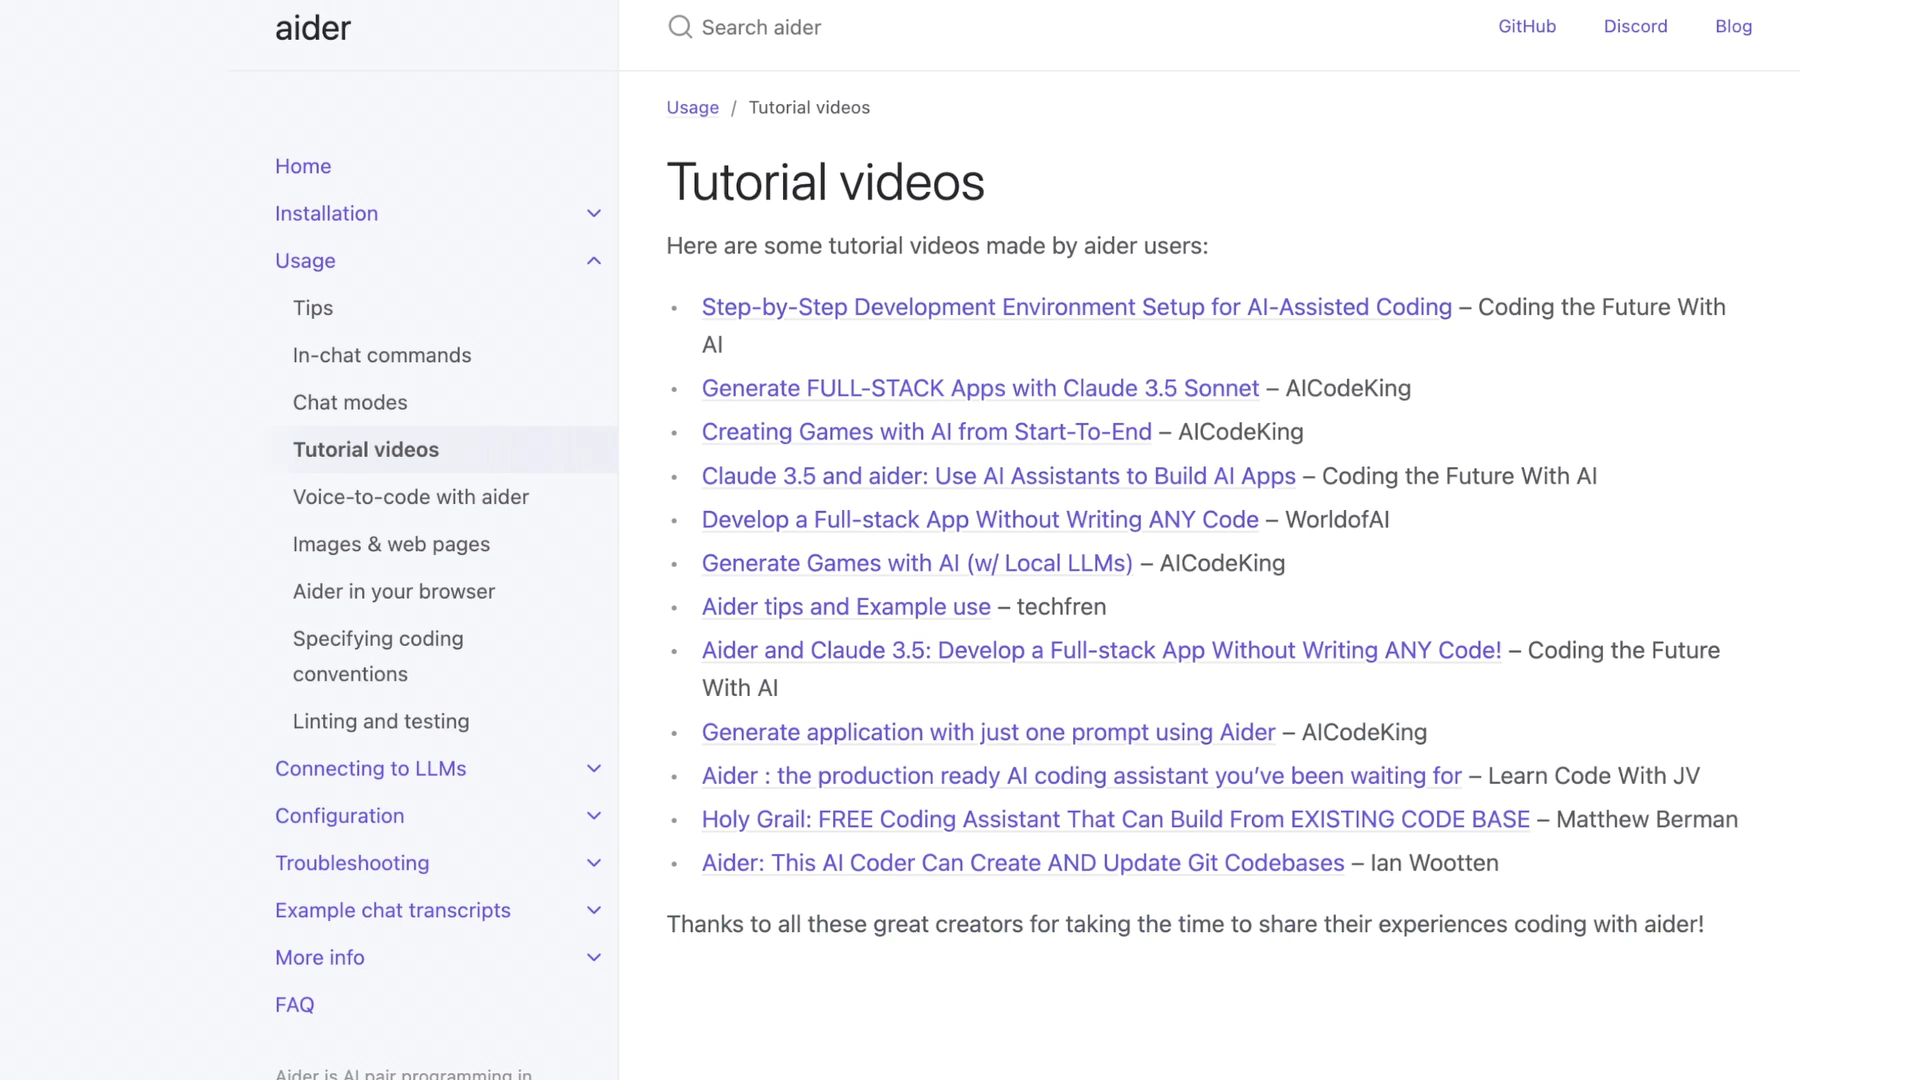 aider
Search aider
GitHub
Discord
Blog
Home
Installation
Usage
Tips
In-chat commands
Chat modes
Tutorial videos
Voice-to-code with aider
Images & web pages
Aider in your browser
Specifying coding
conventions
Linting and testing
Connecting to LLMs
Configuration
Troubleshooting
Example chat transcripts
More info
FAQ
Aider is AI pair programming in
Usage / Tutorial videos
Tutorial videos
Here are some tutorial videos made by aider users:
• Step-by-Step Development Environment Setup for AI-Assisted Coding – Coding the Future With
AI
• Generate FULL-STACK Apps with Claude 3.5 Sonnet – AICodeKing
• Creating Games with AI from Start-To-End – AICodeKing
• Claude 3.5 and aider: Use AI Assistants to Build AI Apps – Coding the Future With AI
• Develop a Full-stack App Without Writing ANY Code – WorldofAI
• Generate Games with AI (w/ Local LLMs) – AICodeKing
• Aider tips and Example use – techfren
• Aider and Claude 3.5: Develop a Full-stack App Without Writing ANY Code! – Coding the Future
With AI
• Generate application with just one prompt using Aider – AICodeKing
• Aider : the production ready AI coding assistant you’ve been waiting for – Learn Code With JV
• Holy Grail: FREE Coding Assistant That Can Build From EXISTING CODE BASE – Matthew Berman
• Aider: This AI Coder Can Create AND Update Git Codebases – Ian Wootten
Thanks to all these great creators for taking the time to share their experiences coding with aider!